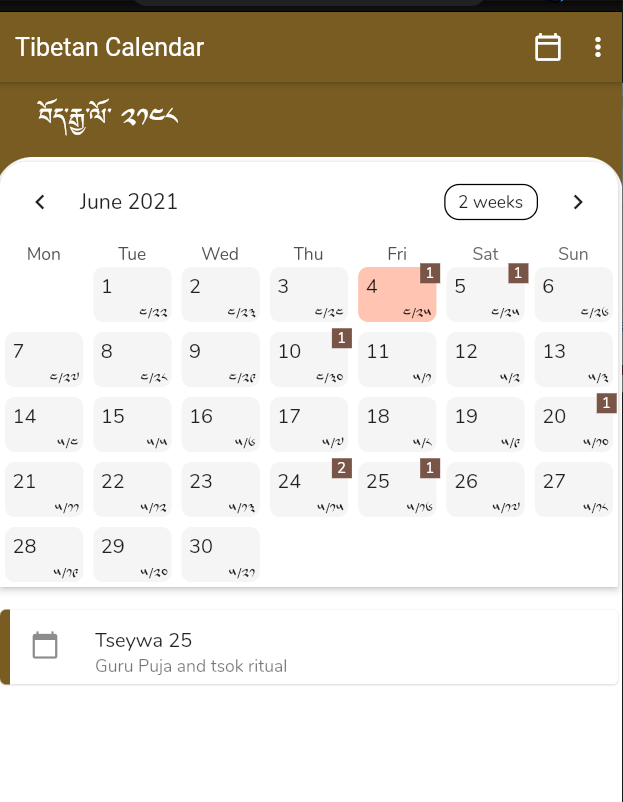 Tibetan Calendar
བོད་རྒྱ་ལོ་ ༢༡༤༨
June 2021 2 weeks
Mon Tue Wed Thu Fri Sat Sun
1 1
1 2 3 4 5 6
༤/༢༢ ༤/༢༣ ༤/༢༤ ༤/༢༥ ༤/༢༥ ༤/༢༦
1
7 8 9 10 11 12 13
༤/༢༧ ༤/༢༨ ༤/༢༩ ༤/༣༠ ༥/༡ ༥/༢ ༥/༣
1
14 15 16 17 18 19 20
༥/༤ ༥/༥ ༥/༦ ༥/༧ ༥/༨ ༥/༩ ༥/༡༠
2 1
21 22 23 24 25 26 27
༥/༡༡ ༥/༡༢ ༥/༡༣ ༥/༡༥ ༥/༡༦ ༥/༡༧ ༥/༡༨
28 29 30
༥/༡༩ ༥/༢༠ ༥/༢༡
Tseywa 25
Guru Puja and tsok ritual